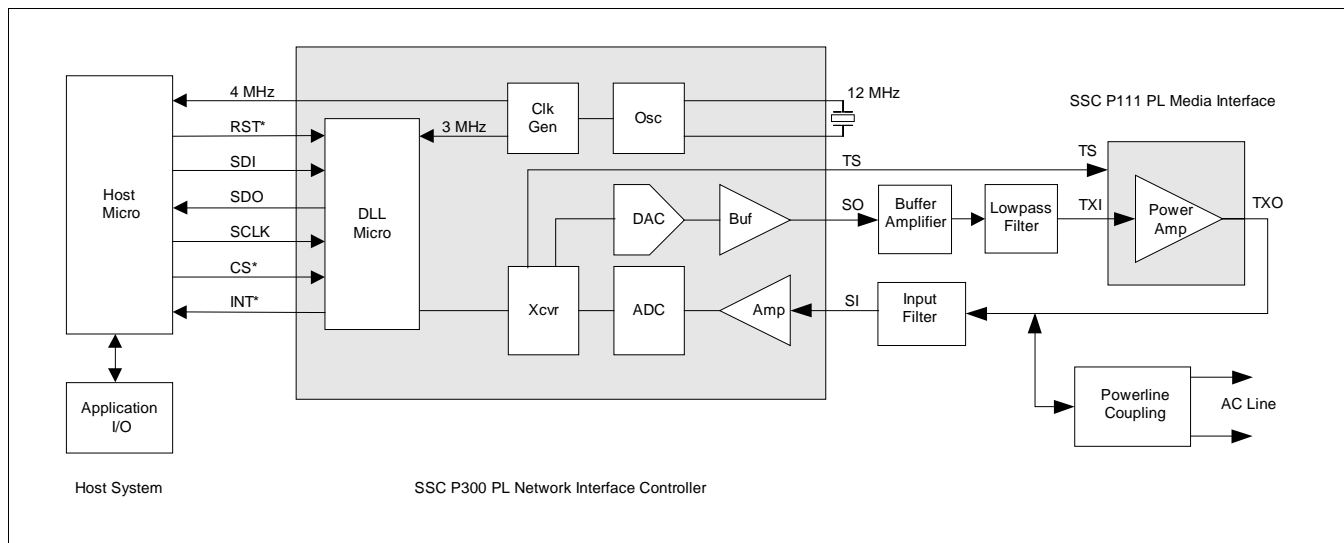 4 MHz
RST*
SDI
SDO
SCLK
CS*
INT*
Host
Micro
Application
I/O
Host System
DLL
Micro
3 MHz
Clk
Gen
Osc
12 MHz
TS
DAC
Buf
Xcvr
ADC
Amp
SO
SI
Buffer
Amplifier
Lowpass
Filter
TXI
Input
Filter
SSC P111 PL Media Interface
TS
Power
Amp
TXO
Powerline
Coupling
AC Line
SSC P300 PL Network Interface Controller